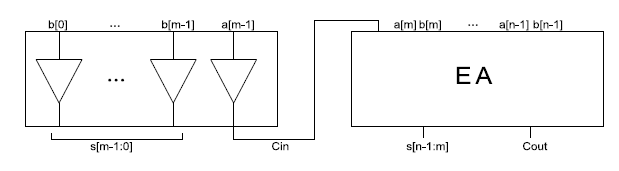 b[0] ... b[m-1] a[m-1] a[m] b[m] ... a[n-1] b[n-1]
... EA
s[m-1:0] Cin s[n-1:m] Cout